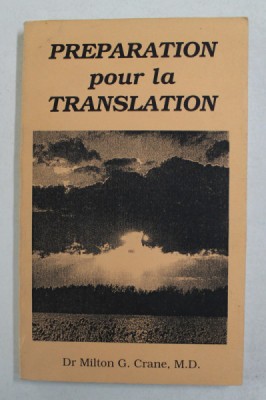 PREPARATION
pour la
TRANSLATION
Dr Milton G. Crane, M.D.